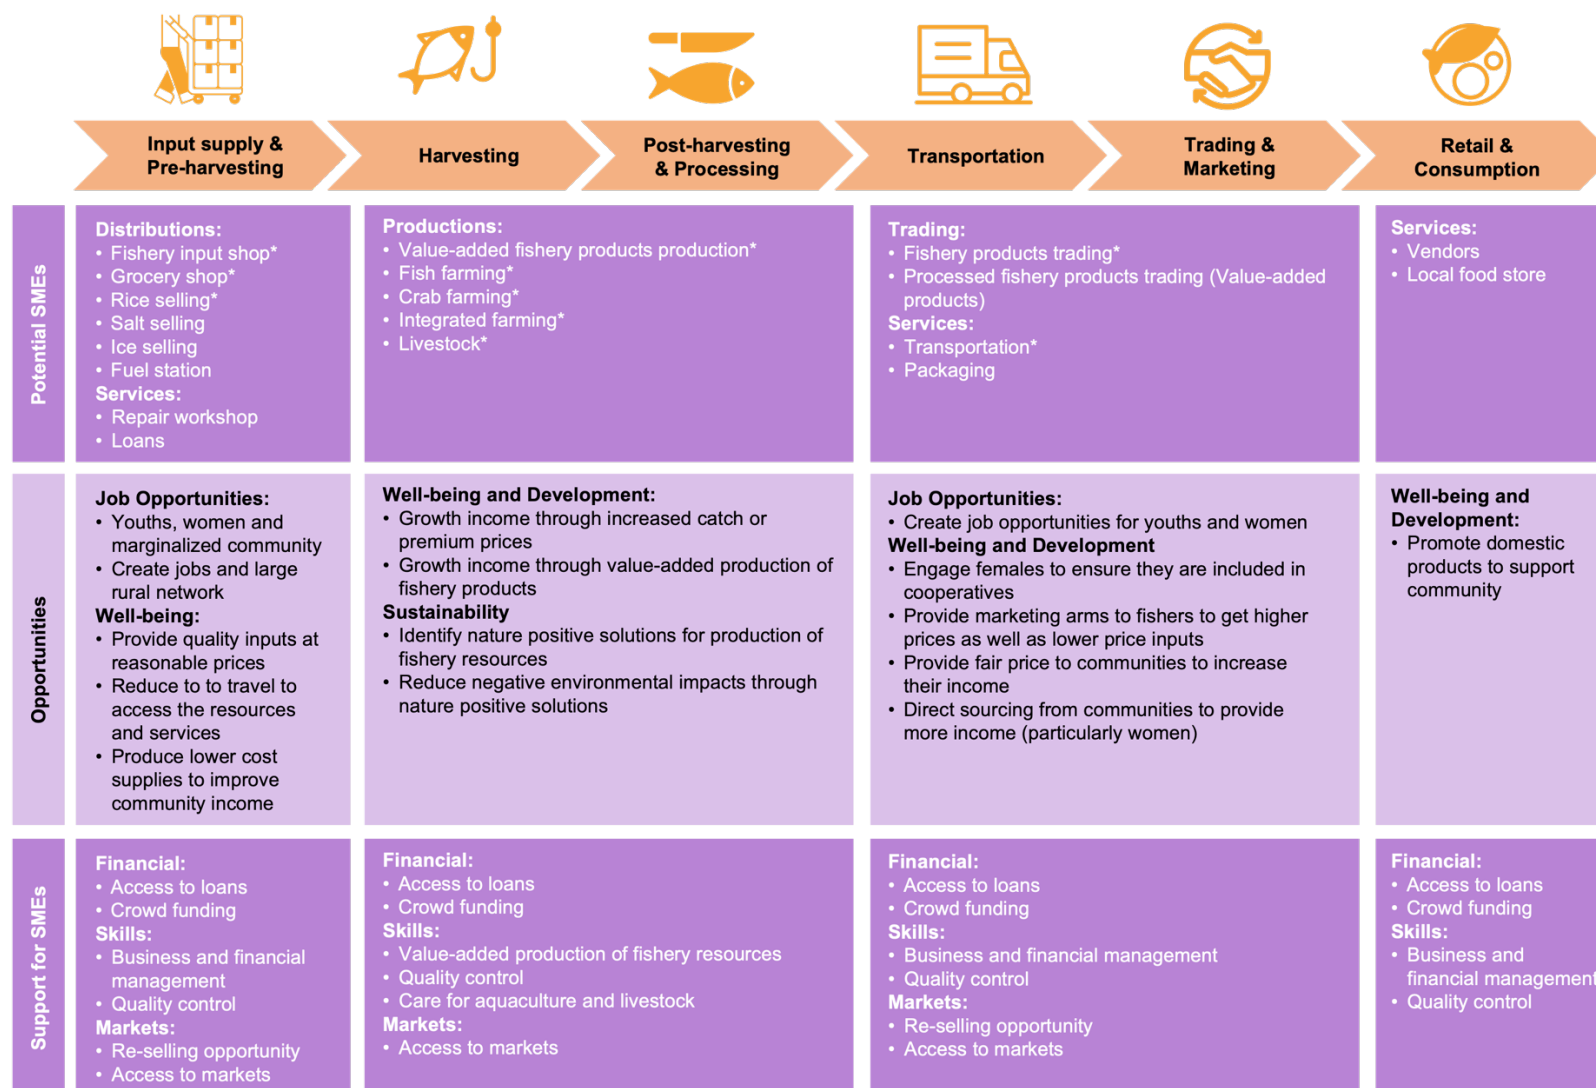 Input supply &
Pre-harvesting
Harvesting
Post-harvesting
& Processing
Transportation
Trading &
Marketing
Retail &
Consumption
Potential SMEs
Distributions:
• Fishery input shop*
• Grocery shop*
• Rice selling*
• Salt selling
• Ice selling
• Fuel station
Services:
• Repair workshop
• Loans
Productions:
• Value-added fishery products production*
• Fish farming*
• Crab farming*
• Integrated farming*
• Livestock*
Trading:
• Fishery products trading*
• Processed fishery products trading (Value-added
products)
Services:
• Transportation*
• Packaging
Services:
• Vendors
• Local food store
Opportunities
Job Opportunities:
• Youths, women and
marginalized community
• Create jobs and large
rural network
Well-being:
• Provide quality inputs at
reasonable prices
• Reduce to to travel to
access the resources
and services
• Produce lower cost
supplies to improve
community income
Well-being and Development:
• Growth income through increased catch or
premium prices
• Growth income through value-added production of
fishery products
Sustainability
• Identify nature positive solutions for production of
fishery resources
• Reduce negative environmental impacts through
nature positive solutions
Job Opportunities:
• Create job opportunities for youths and women
Well-being and Development
• Engage females to ensure they are included in
cooperatives
• Provide marketing arms to fishers to get higher
prices as well as lower price inputs
• Provide fair price to communities to increase
their income
• Direct sourcing from communities to provide
more income (particularly women)
Well-being and
Development:
• Promote domestic
products to support
community
Support for SMEs
Financial:
• Access to loans
• Crowd funding
Skills:
• Business and financial
management
• Quality control
Markets:
• Re-selling opportunity
• Access to markets
Financial:
• Access to loans
• Crowd funding
Skills:
• Value-added production of fishery resources
• Quality control
• Care for aquaculture and livestock
Markets:
• Access to markets
Financial:
• Access to loans
• Crowd funding
Skills:
• Business and financial management
• Quality control
Markets:
• Re-selling opportunity
• Access to markets
Financial:
• Access to loans
• Crowd funding
Skills:
• Business and
financial management
• Quality control